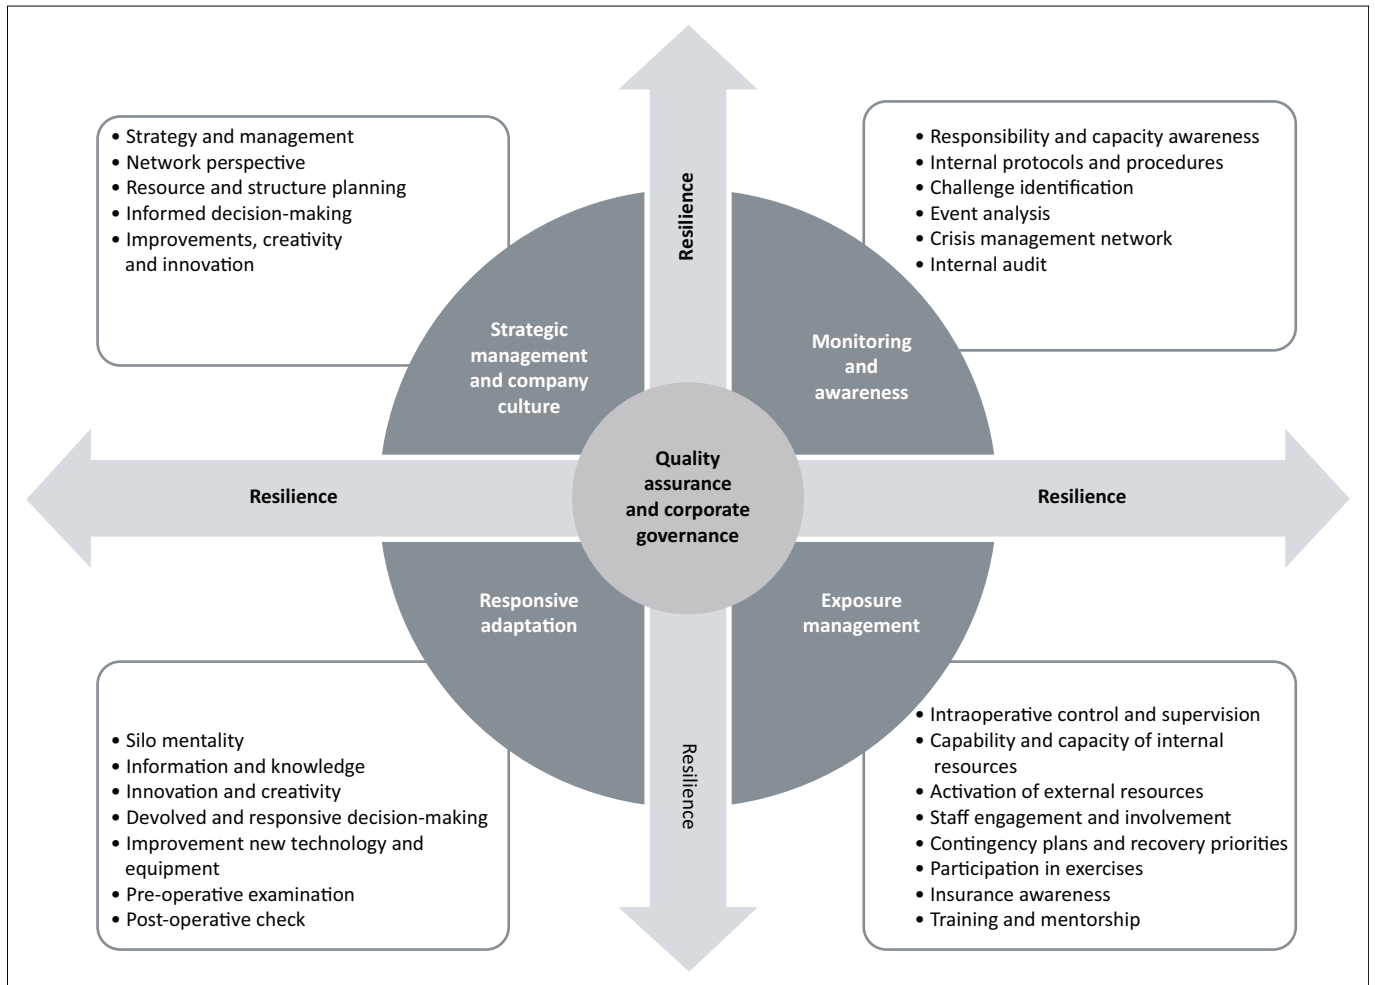 • Strategy and management
• Network perspective
• Resource and structure planning
• Informed decision-making
• Improvements, creativity
and innovation
Resilience
• Responsibility and capacity awareness
• Internal protocols and procedures
• Challenge identification
• Event analysis
• Crisis management network
• Internal audit
Strategic
management
and company
culture
Monitoring
and
awareness
Resilience
Quality
assurance
and corporate
governance
Resilience
Responsive
adaptation
Exposure
management
• Silo mentality
• Information and knowledge
• Innovation and creativity
• Devolved and responsive decision-making
• Improvement new technology and
equipment
• Pre-operative examination
• Post-operative check
Resilience
• Intraoperative control and supervision
• Capability and capacity of internal
resources
• Activation of external resources
• Staff engagement and involvement
• Contingency plans and recovery priorities
• Participation in exercises
• Insurance awareness
• Training and mentorship